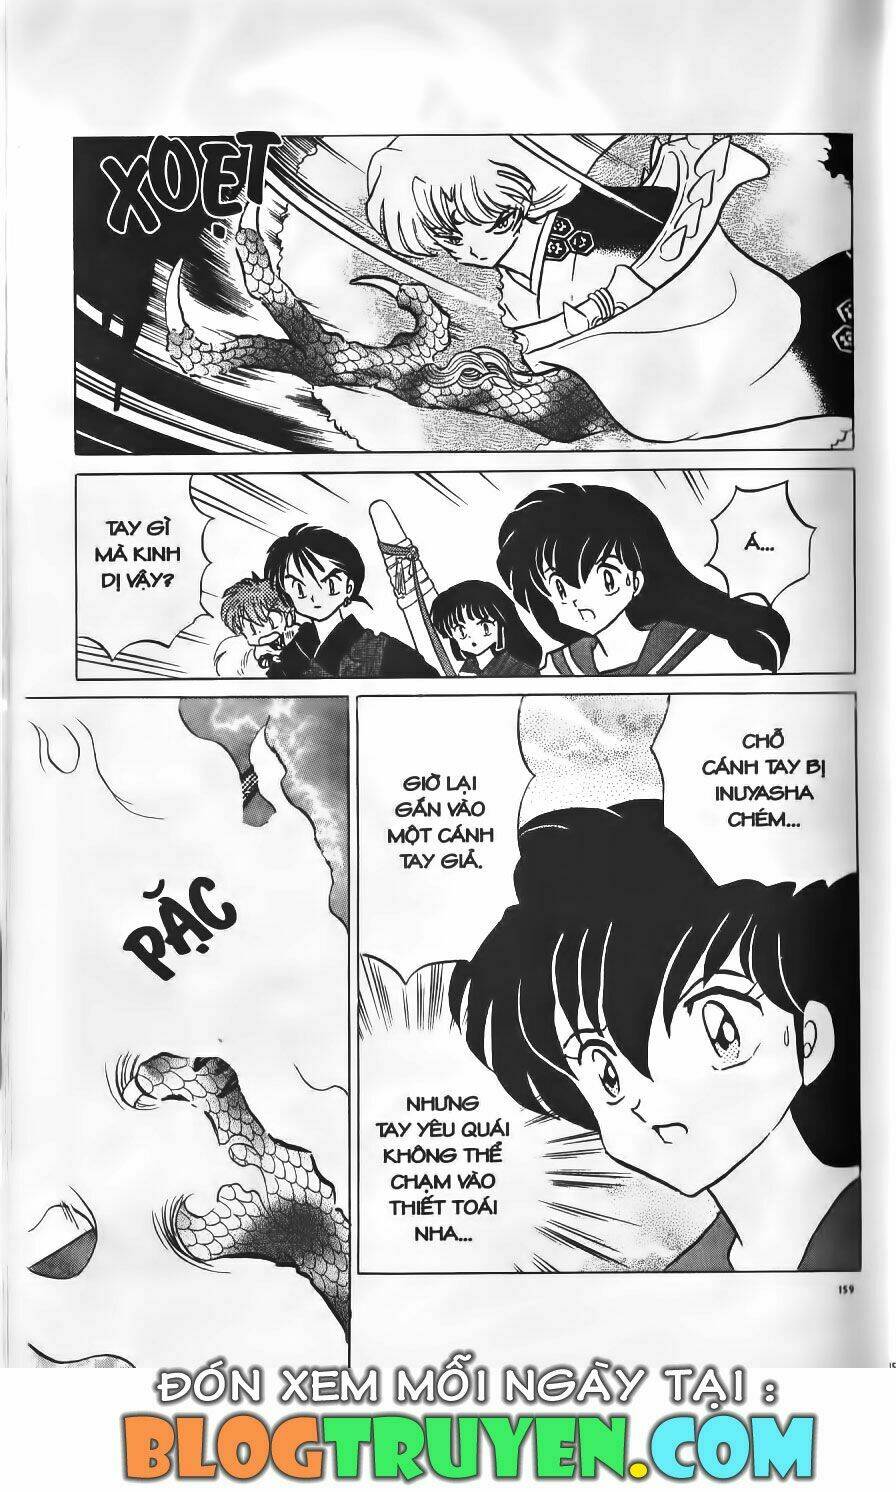 XOẸT
Á...
TAY GÌ
MÀ KINH
DỊ VẬY?
CHỖ
CÁNH TAY BỊ
INUYASHA
CHÉM...
GIỜ LẠI
GẮN VÀO
MỘT CÁNH
TAY GIẢ.
NHƯNG
TAY YÊU QUÁI
KHÔNG THỂ
CHẠM VÀO
THIẾT TOÁI
NHA...
PẶC
159
ĐÓN XEM MỖI NGÀY TẠI :
BLOGTRUYEN.COM